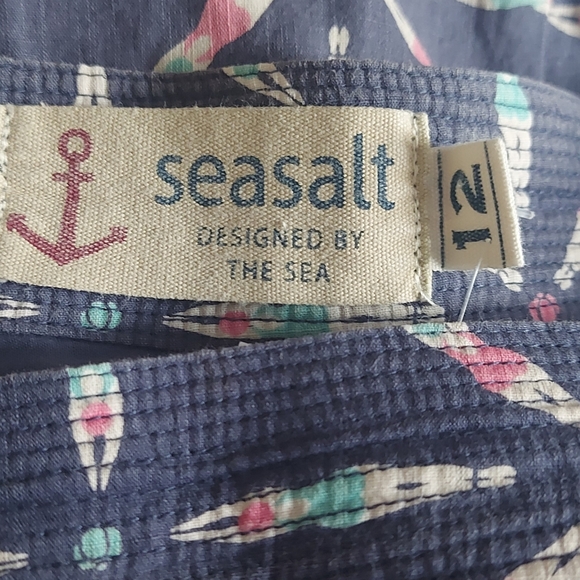 seasalt
DESIGNED BY
THE SEA
12